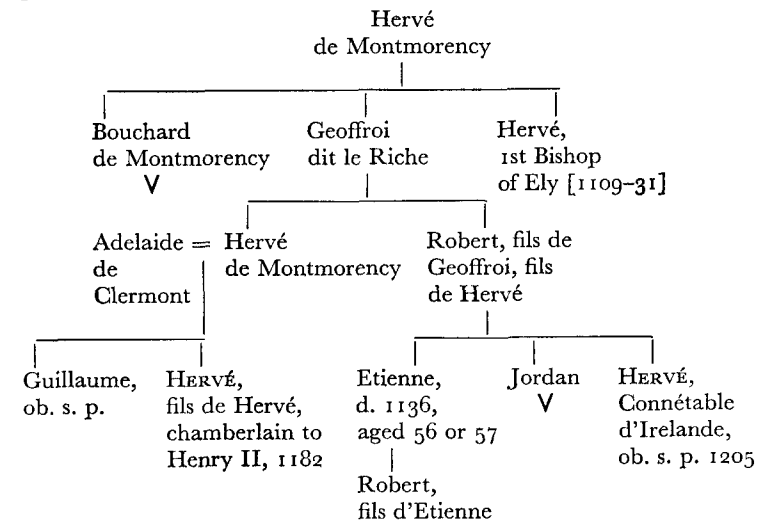 Hervé
de Montmorency
Bouchard
de Montmorency
V
Geoffroi
dit le Riche
Hervé,
1st Bishop
of Ely [1109–31]
Adelaide =
de
Clermont
Hervé
de Montmorency
Robert, fils de
Geoffroi, fils
de Hervé
Guillaume,
ob. s. p.
HERVÉ,
fils de Hervé,
chamberlain to
Henry II, 1182
Etienne,
d. 1136,
aged 56 or 57
Robert,
fils d'Etienne
Jordan
V
HERVÉ,
Connétable
d'Irelande,
ob. s. p. 1205